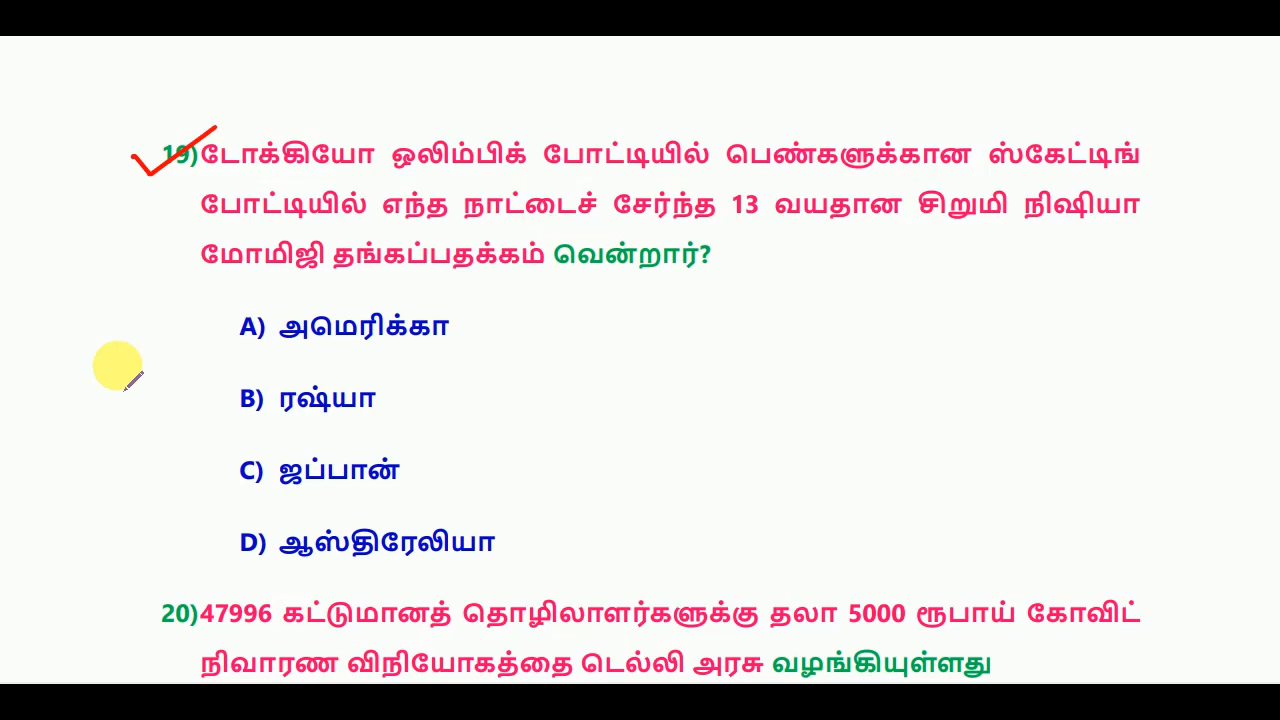 19)டோக்கியோ ஒலிம்பிக் போட்டியில் பெண்களுக்கான ஸ்கேட்டிங்
போட்டியில் எந்த நாட்டைச் சேர்ந்த 13 வயதான சிறுமி நிஷியா
மோமிஜி தங்கப்பதக்கம் வென்றார்?
A) அமெரிக்கா
B) ரஷ்யா
C) ஜப்பான்
D) ஆஸ்திரேலியா
20)47996 கட்டுமானத் தொழிலாளர்களுக்கு தலா 5000 ரூபாய் கோவிட்
நிவாரண வினியோகத்தை டெல்லி அரசு வழங்கியுள்ளது